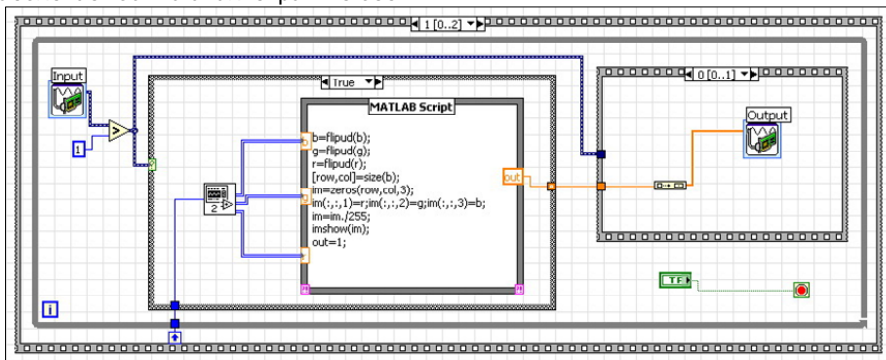 1 [0..2]
Input
>
1
True
MATLAB Script
b=flipud(b);
g=flipud(g);
r=flipud(r);
[row,col]=size(b);
im=zeros(row,col,3);
im(:,:,1)=r;im(:,:,2)=g;im(:,:,3)=b;
im=im./255;
imshow(im);
out=1;
out
2
0 [0..1]
Output
TF
i